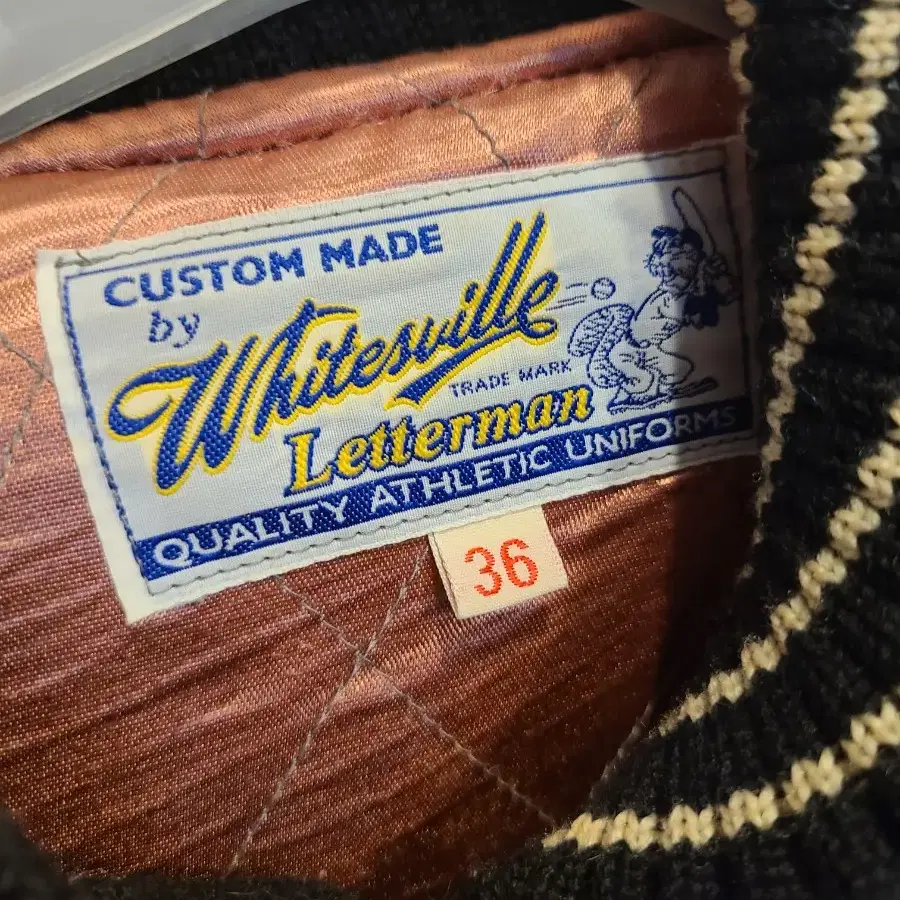 CUSTOM MADE
by
Whitesville
TRADE MARK
Letterman
QUALITY ATHLETIC UNIFORMS
36